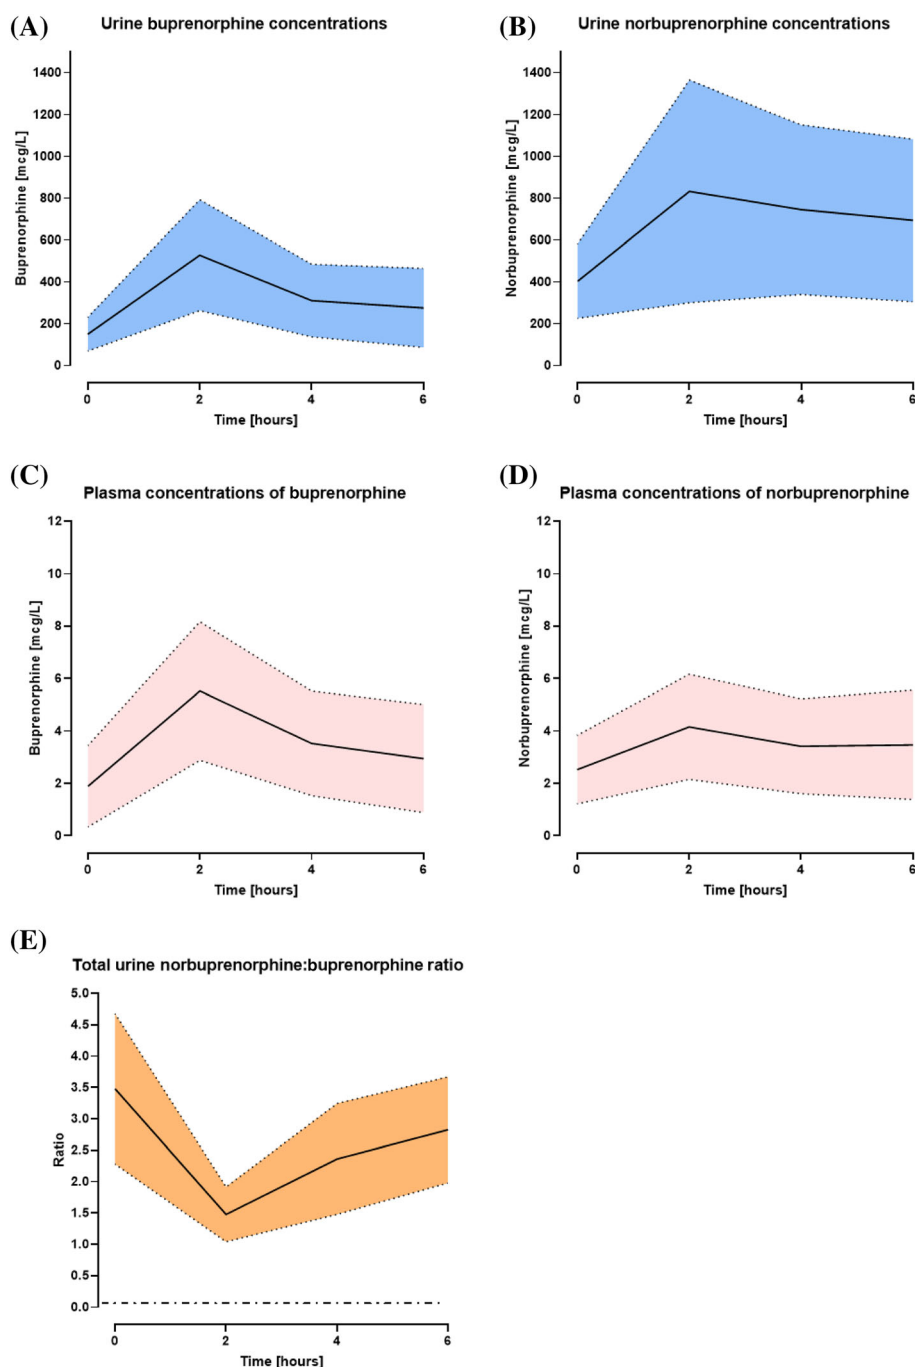 (A)
Urine buprenorphine concentrations
Buprenorphine [mcg/L]
1400
1200
1000
800
600
400
200
0
0 2 4 6
Time [hours]
(B)
Urine norbuprenorphine concentrations
Norbuprenorphine [mcg/L]
1400
1200
1000
800
600
400
200
0
0 2 4 6
Time [hours]
(C)
Plasma concentrations of buprenorphine
Buprenorphine [mcg/L]
12
10
8
6
4
2
0
0 2 4 6
Time [hours]
(D)
Plasma concentrations of norbuprenorphine
Norbuprenorphine [mcg/L]
12
10
8
6
4
2
0
0 2 4 6
Time [hours]
(E)
Total urine norbuprenorphine:buprenorphine ratio
Ratio
5.0
4.5
4.0
3.5
3.0
2.5
2.0
1.5
1.0
0.5
0.0
0 2 4 6
Time [hours]